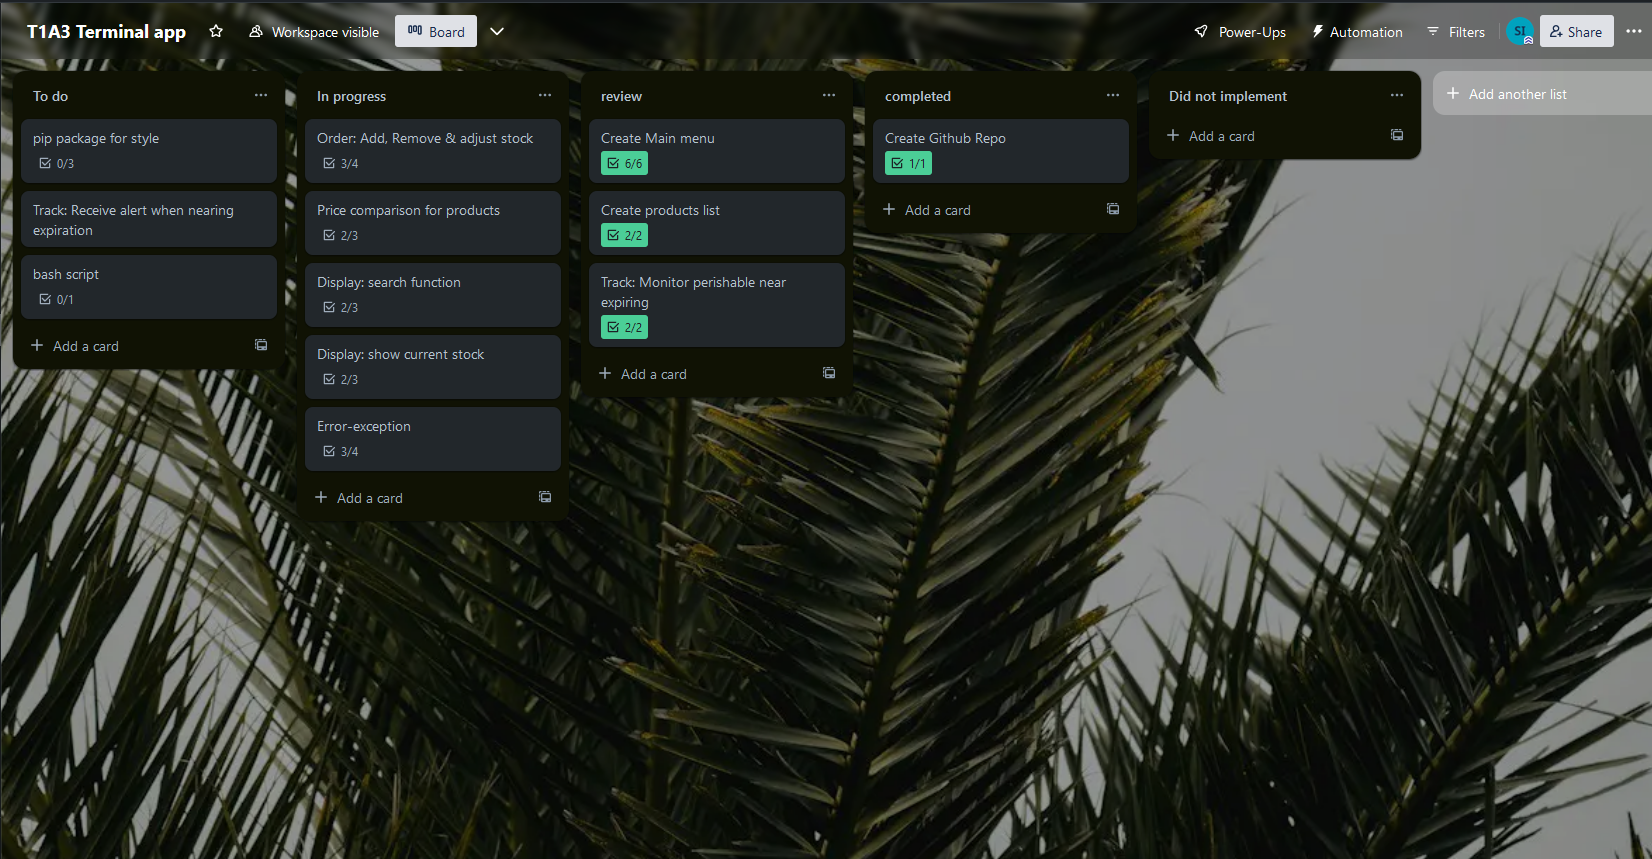 T1A3 Terminal app
Workspace visible
Board
Power-Ups
Automation
Filters
SI
Share
To do
pip package for style
0/3
Track: Receive alert when nearing
expiration
bash script
0/1
Add a card
In progress
Order: Add, Remove & adjust stock
3/4
Price comparison for products
2/3
Display: search function
2/3
Display: show current stock
2/3
Error-exception
3/4
Add a card
review
Create Main menu
6/6
Create products list
2/2
Track: Monitor perishable near
expiring
2/2
Add a card
completed
Create Github Repo
1/1
Add a card
Did not implement
Add a card
Add another list